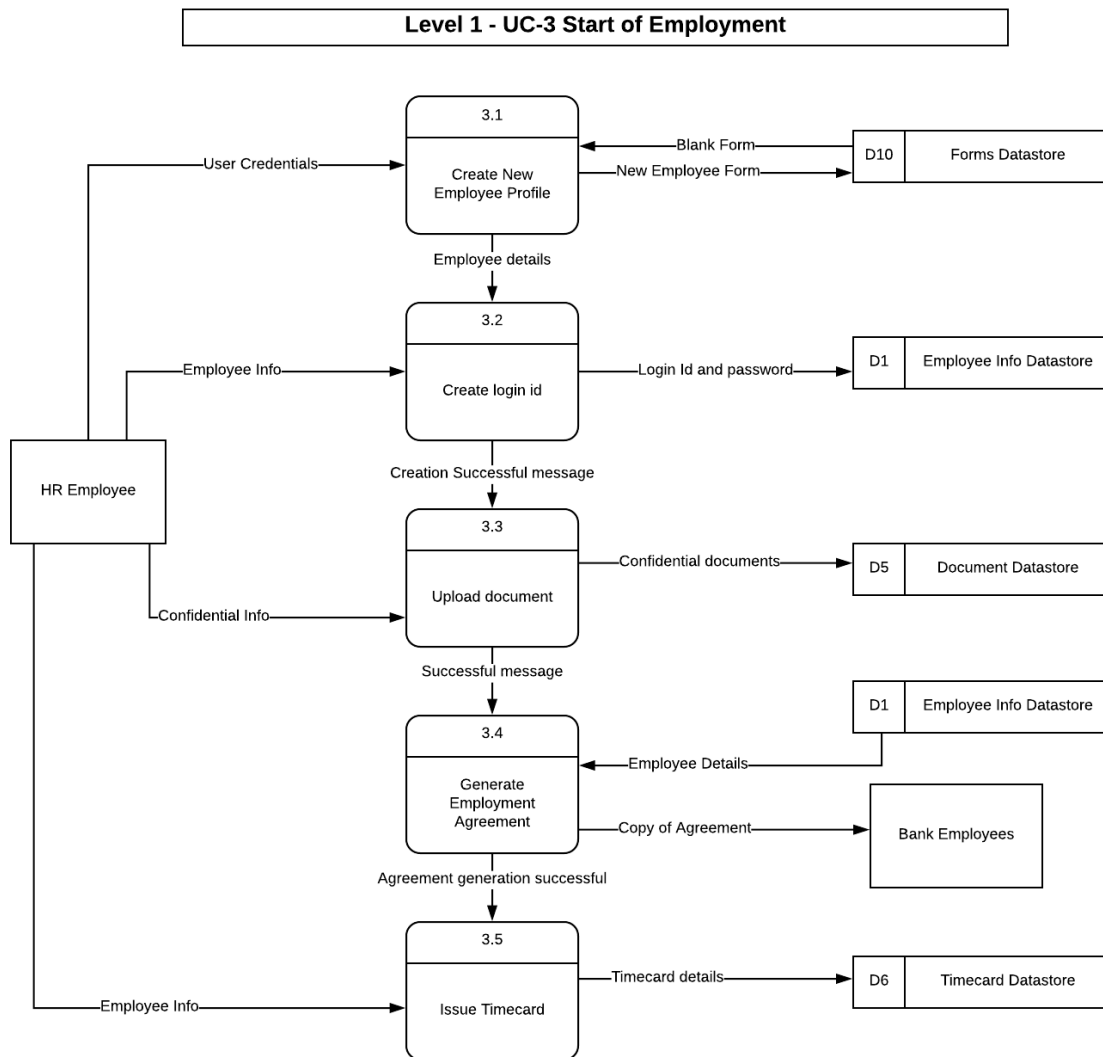 Level 1 - UC-3 Start of Employment
3.1
Create New
Employee Profile
User Credentials
Blank Form
New Employee Form
D10
Forms Datastore
Employee details
3.2
Create login id
Employee Info
Login Id and password
D1
Employee Info Datastore
HR Employee
Creation Successful message
3.3
Upload document
Confidential Info
Confidential documents
D5
Document Datastore
Successful message
3.4
Generate
Employment
Agreement
D1
Employee Info Datastore
Employee Details
Copy of Agreement
Bank Employees
Agreement generation successful
3.5
Issue Timecard
Employee Info
Timecard details
D6
Timecard Datastore